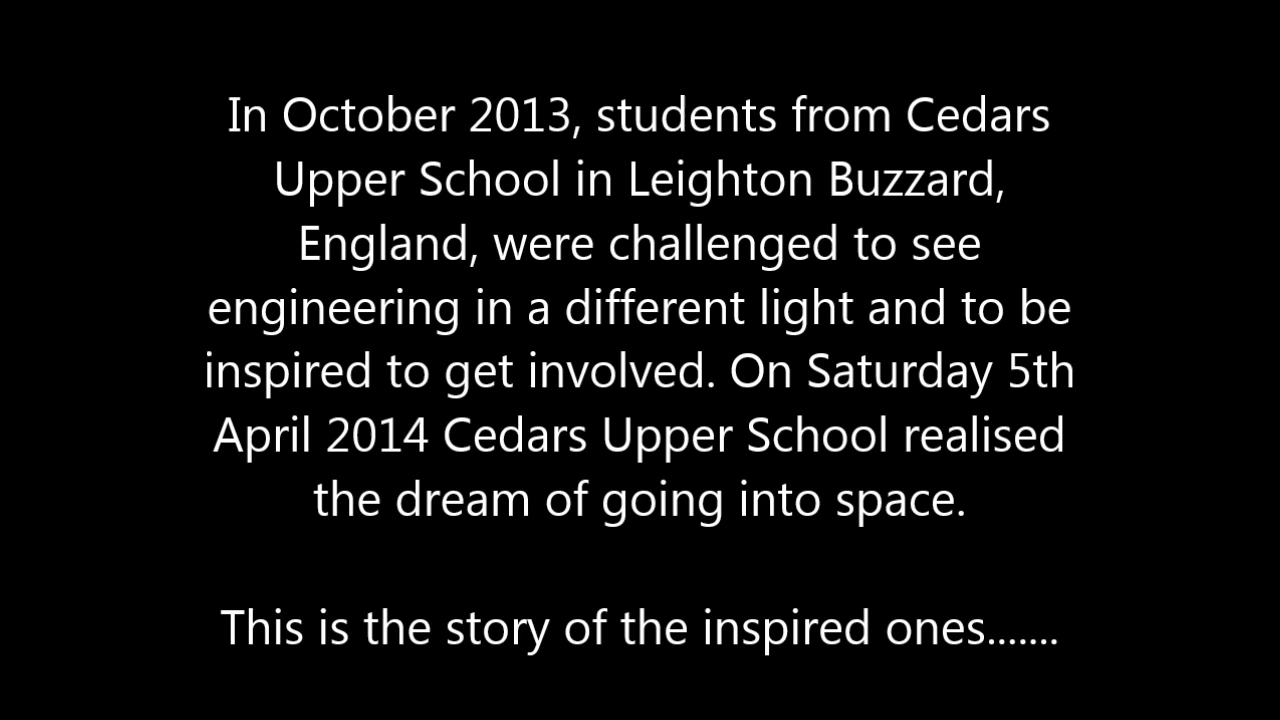 In October 2013, students from Cedars
Upper School in Leighton Buzzard,
England, were challenged to see
engineering in a different light and to be
inspired to get involved. On Saturday 5th
April 2014 Cedars Upper School realised
the dream of going into space.
This is the story of the inspired ones.......